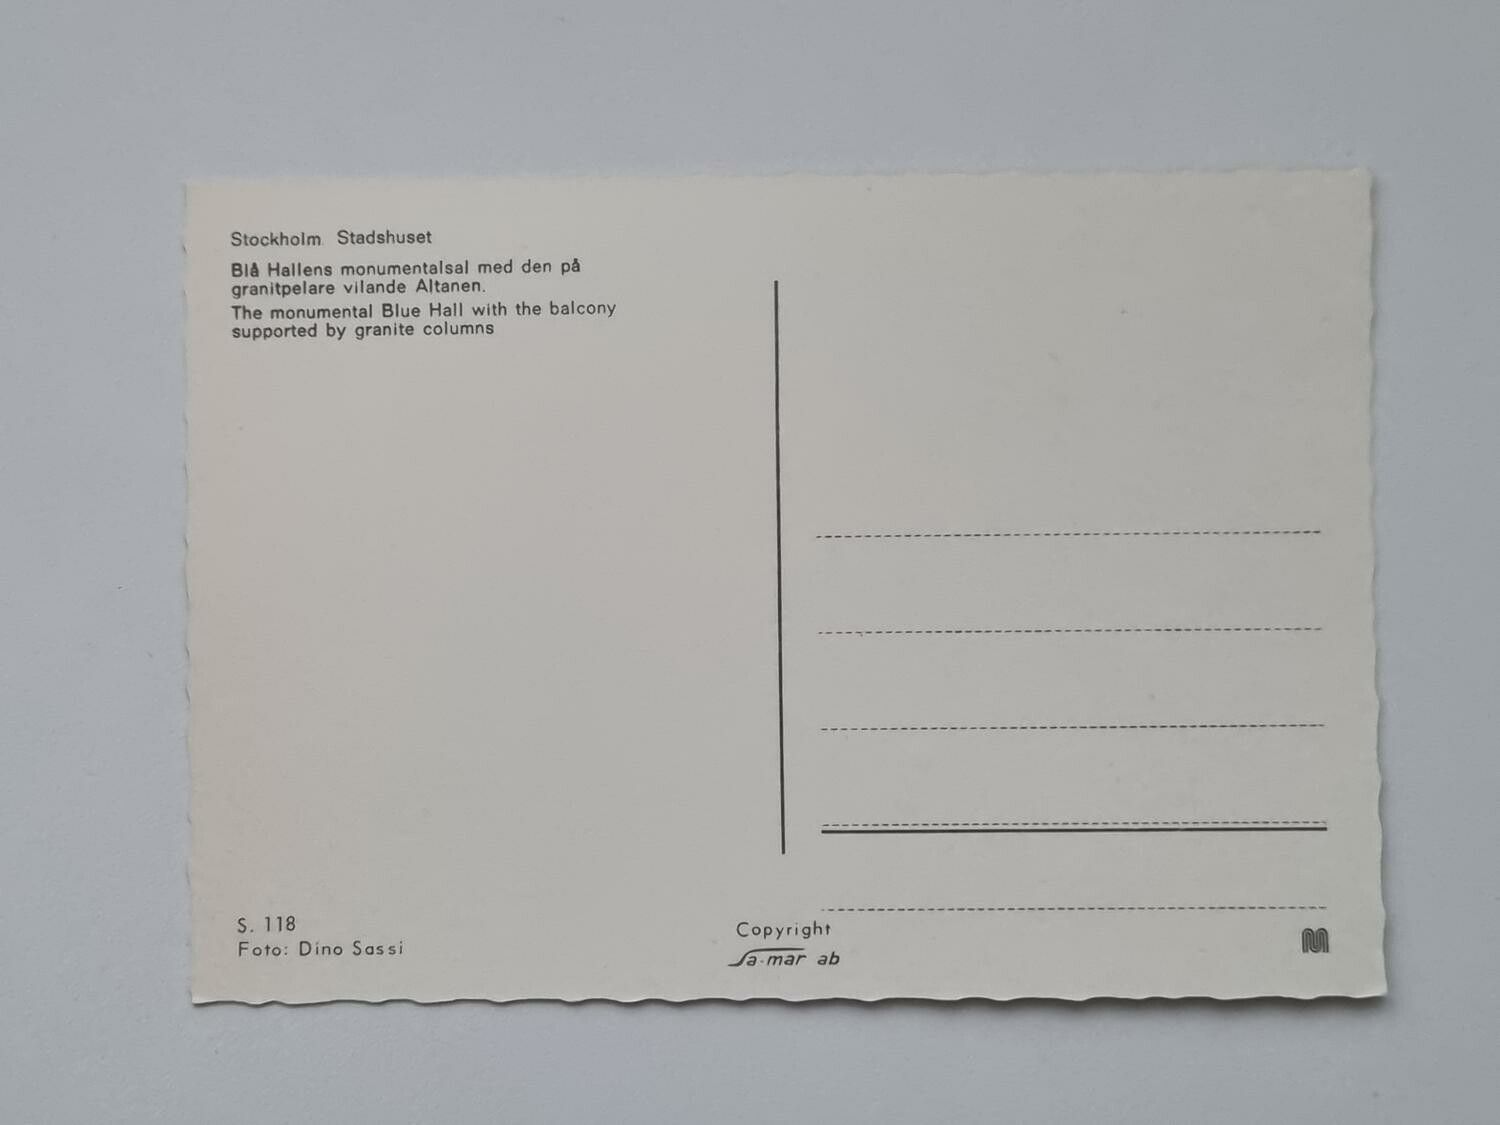 Stockholm Stadshuset
Blå Hallens monumentalsal med den på
granitpelare vilande Altanen.
The monumental Blue Hall with the balcony
supported by granite columns
S. 118
Foto: Dino Sassi
Copyright
Sa-mar ab
M